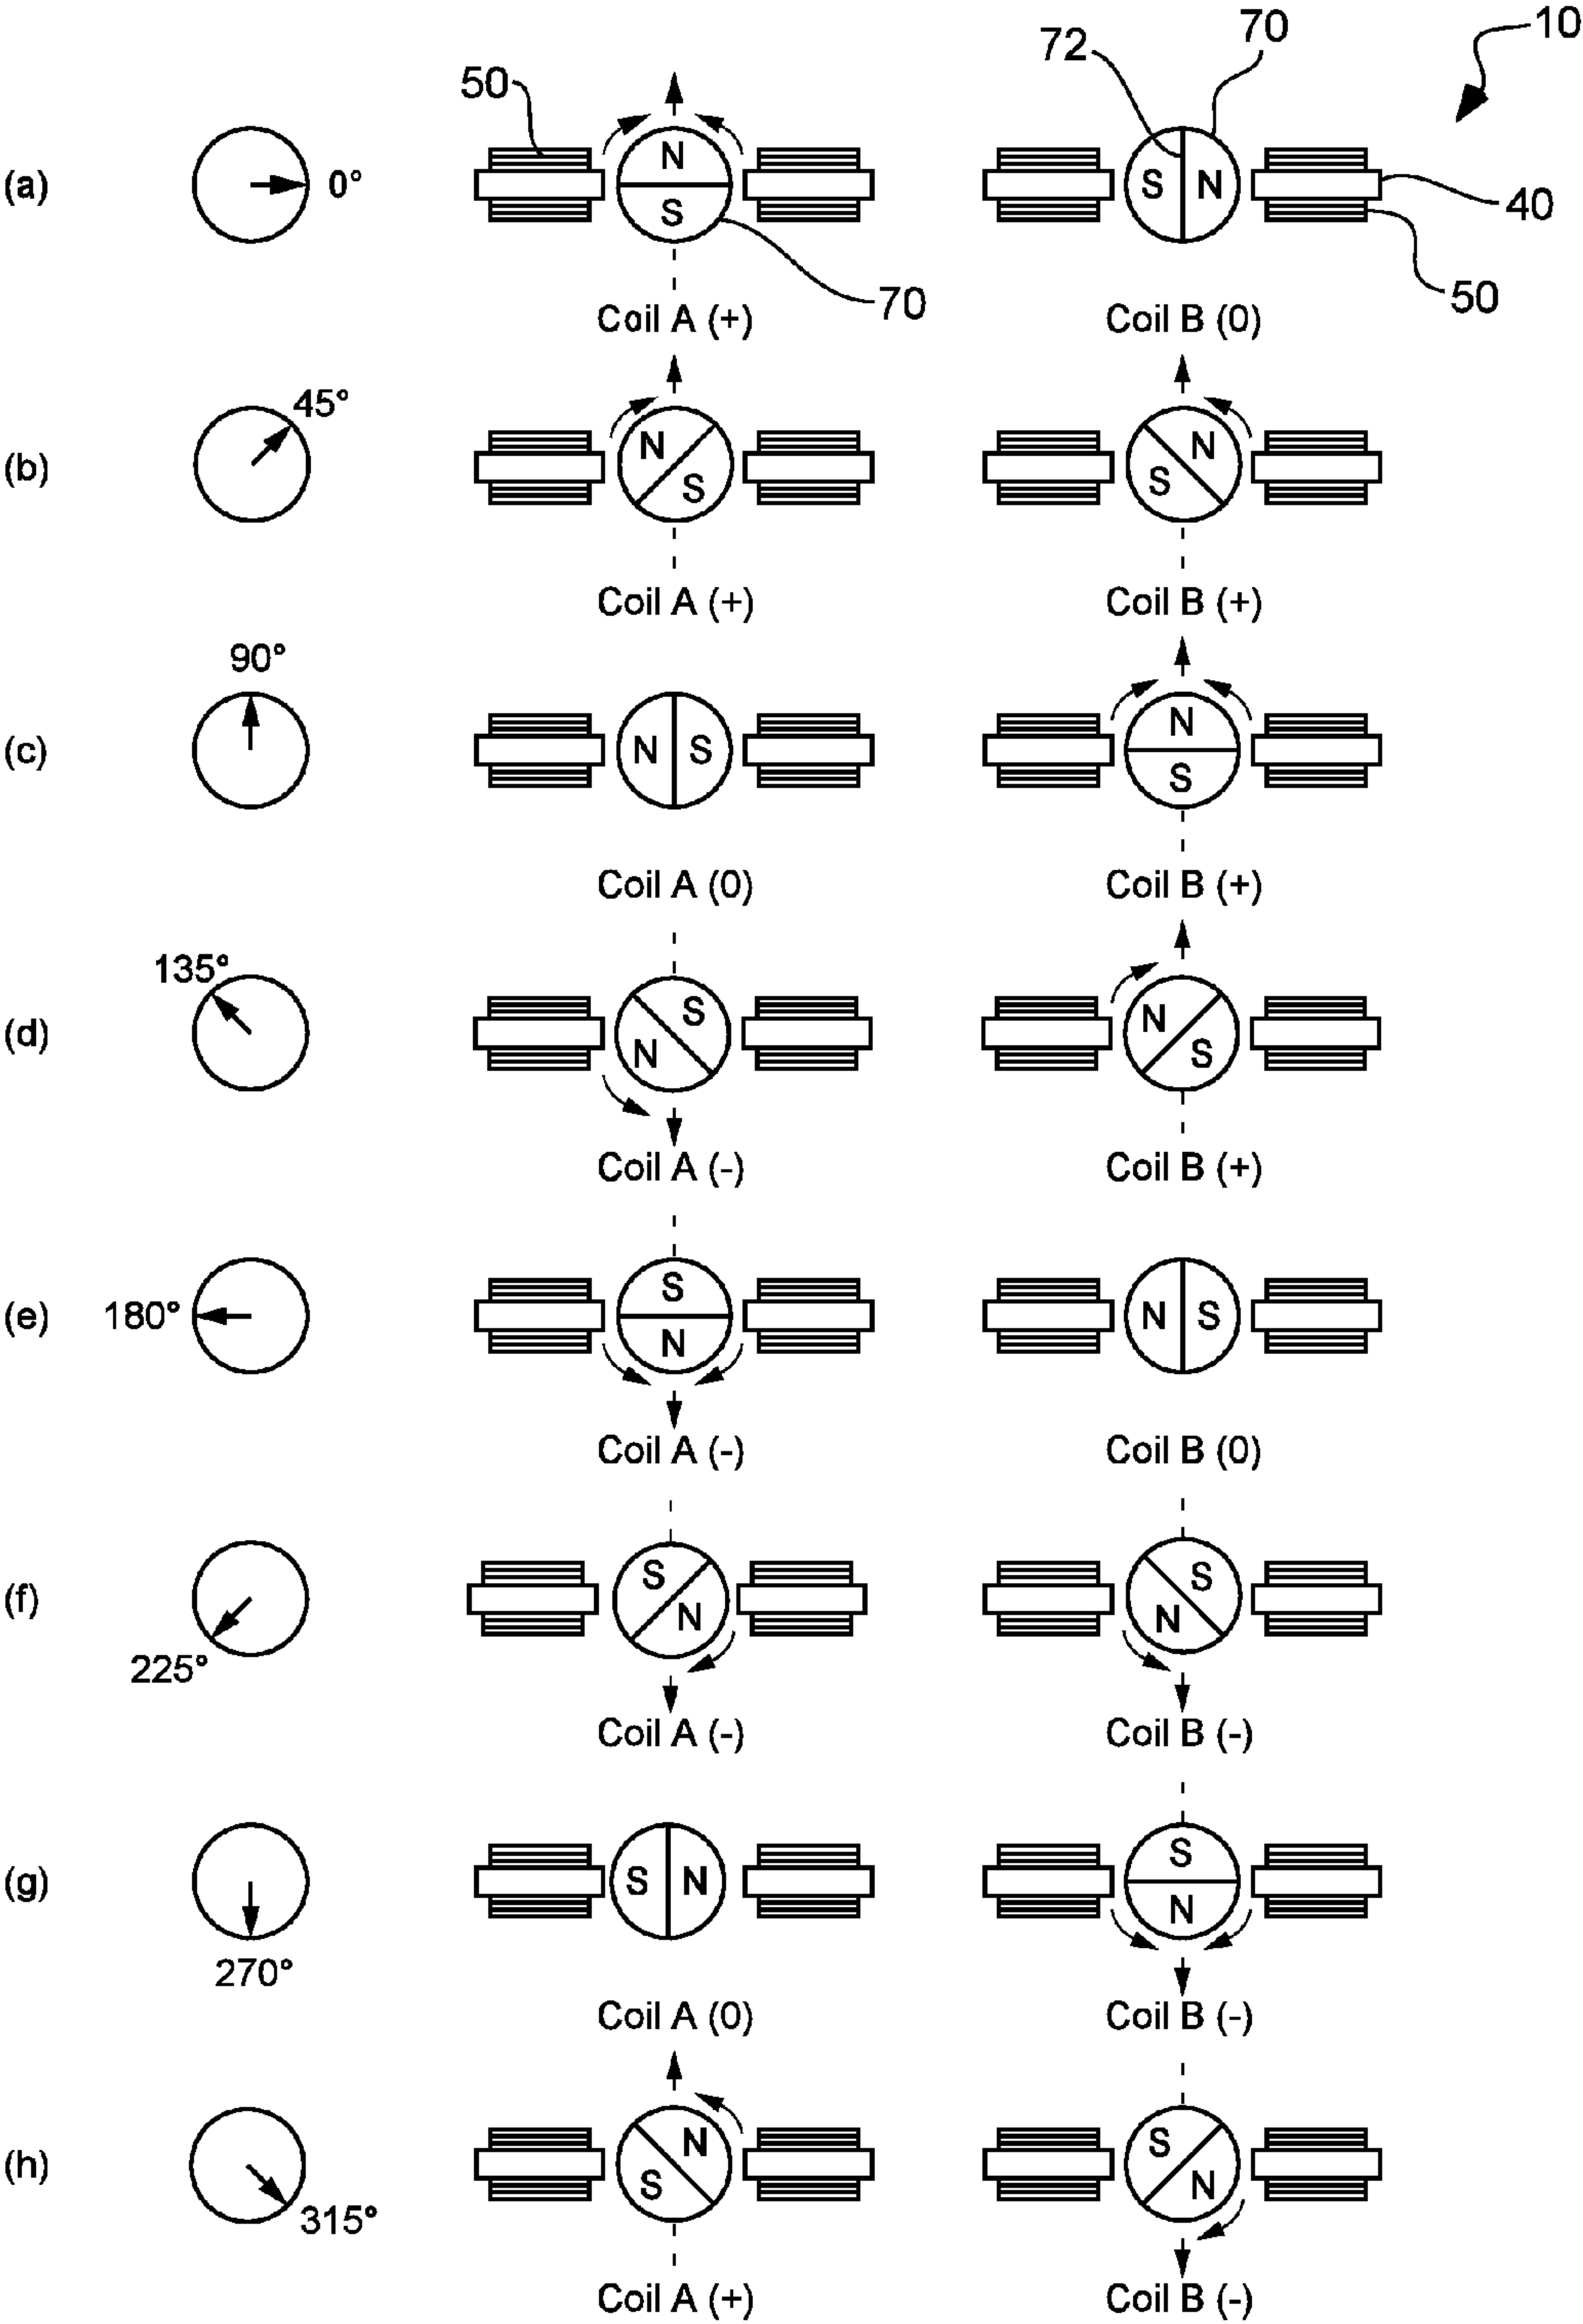 10
72 70
50
(a) 0° N S S N
40
50
70
Coil A (+) Coil B (0)
(b) 45° N S N S
Coil A (+) Coil B (+)
90°
(c) N S N S
Coil A (0) Coil B (+)
135°
(d) S N N S
Coil A (-) Coil B (+)
(e) 180° S N N S
Coil A (-) Coil B (0)
(f) S N S N
225°
Coil A (-) Coil B (-)
(g) S N S N
270°
Coil A (0) Coil B (-)
(h) N S S N
315°
Coil A (+) Coil B (-)